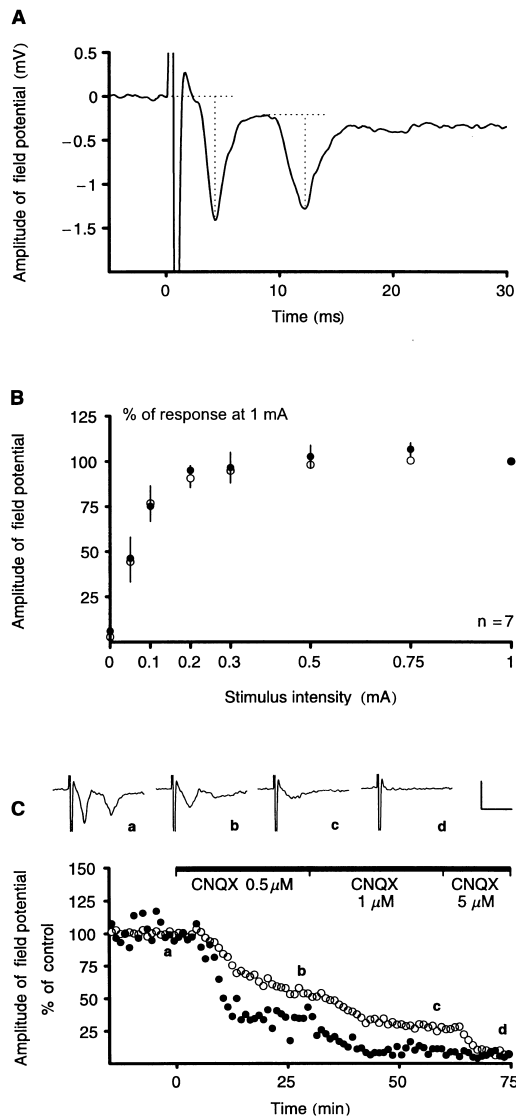 A
Amplitude of field potential (mV)
0.5
0
−0.5
−1
−1.5
0
10
20
30
Time (ms)
B
Amplitude of field potential
% of response at 1 mA
125
100
75
50
25
n = 7
0
0.1
0.2
0.3
0.5
0.75
1
Stimulus intensity (mA)
C
a
b
c
d
Amplitude of field potential
% of control
150
125
100
75
50
25
CNQX 0.5 μM
CNQX
1 μM
CNQX
5 μM
a
b
c
d
0
25
50
75
Time (min)